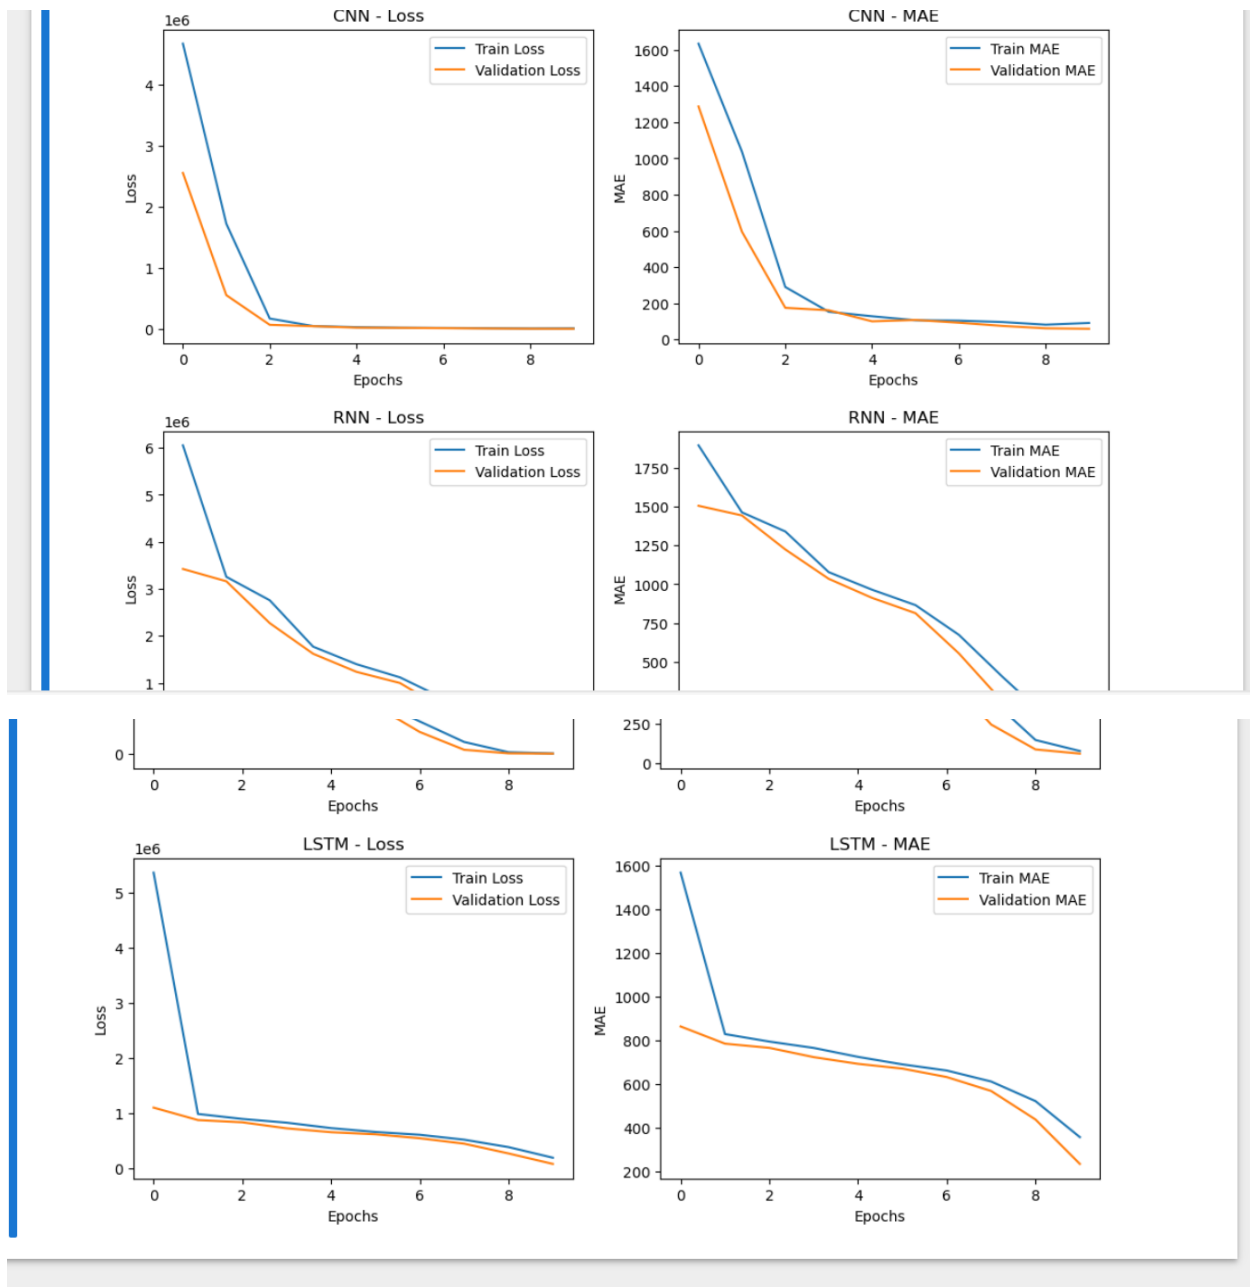 CNN - Loss
1e6
Train Loss
Validation Loss
4
3
2
1
0
Loss
0 2 4 6 8
Epochs
CNN - MAE
Train MAE
Validation MAE
1600
1400
1200
1000
800
600
400
200
0
MAE
0 2 4 6 8
Epochs
RNN - Loss
1e6
Train Loss
Validation Loss
6
5
4
3
2
1
Loss
RNN - MAE
Train MAE
Validation MAE
1750
1500
1250
1000
750
500
MAE
0
0 2 4 6 8
Epochs
250
0
0 2 4 6 8
Epochs
LSTM - Loss
1e6
Train Loss
Validation Loss
5
4
3
2
1
0
Loss
0 2 4 6 8
Epochs
LSTM - MAE
Train MAE
Validation MAE
1600
1400
1200
1000
800
600
400
200
MAE
0 2 4 6 8
Epochs